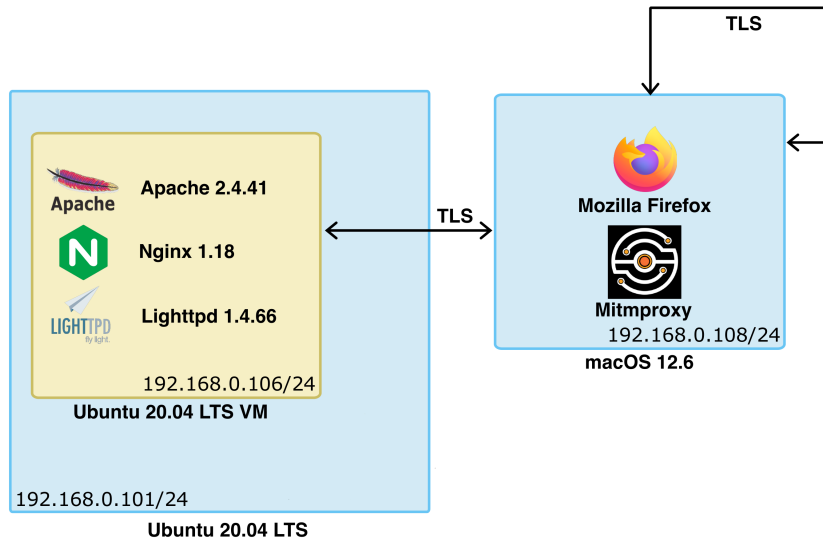 TLS
Apache
Apache 2.4.41
Mozilla Firefox
TLS
N
Nginx 1.18
LIGHTTPD
fly light.
Lighttpd 1.4.66
Mitmproxy
192.168.0.108/24
macOS 12.6
192.168.0.106/24
Ubuntu 20.04 LTS VM
192.168.0.101/24
Ubuntu 20.04 LTS